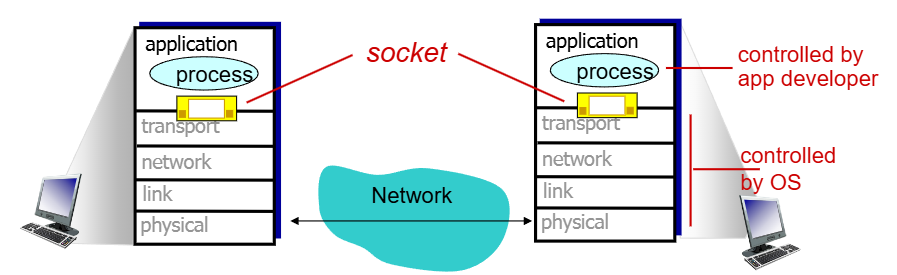 application
process
transport
network
link
physical
socket
Network
application
process
transport
network
link
physical
controlled by
app developer
controlled
by OS